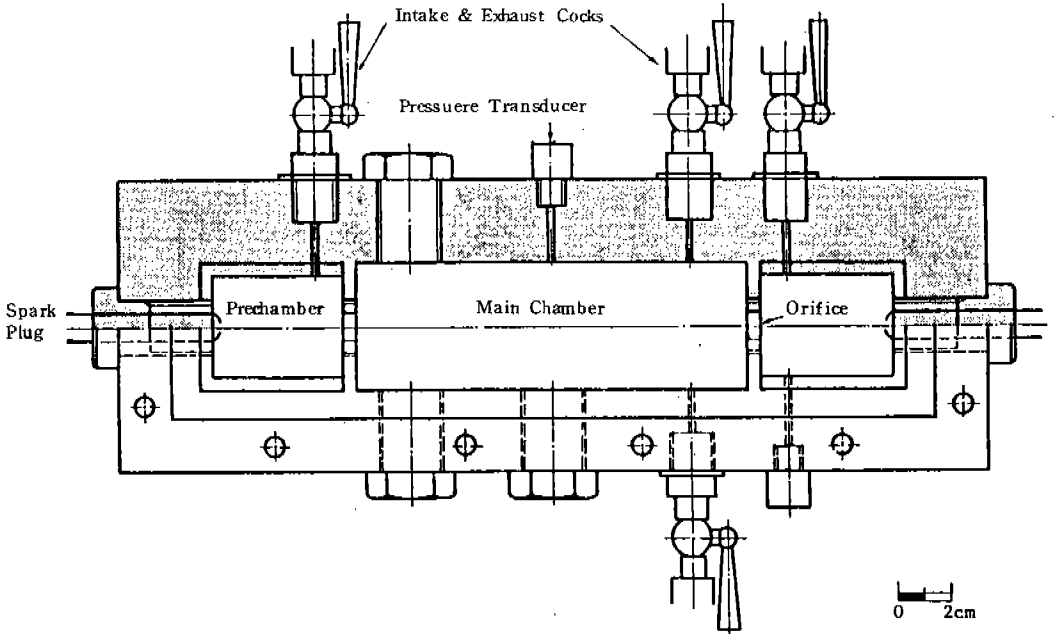 Intake & Exhaust Cocks
Pressuere Transducer
Spark
Plug
Prechamber
Main Chamber
Orifice
0 2cm